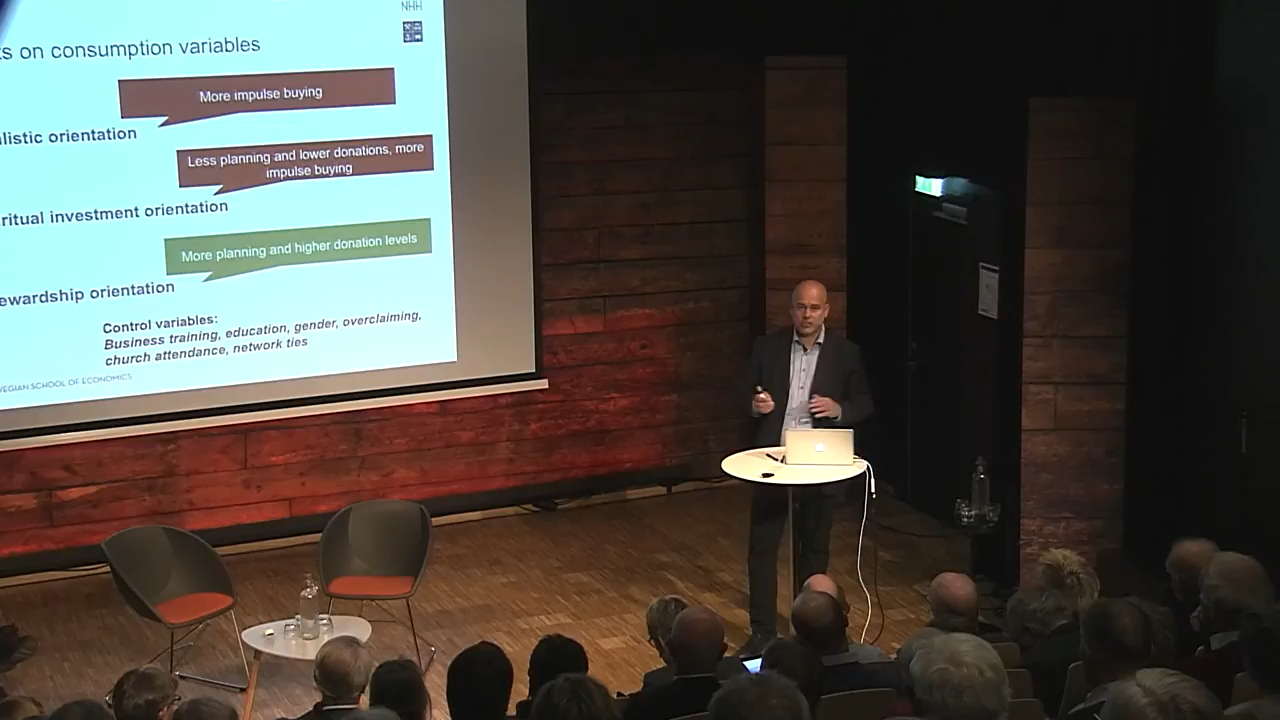 NHH
ts on consumption variables
More impulse buying
listic orientation
Less planning and lower donations, more
impulse buying
ritual investment orientation
More planning and higher donation levels
ewardship orientation
Control variables:
Business training, education, gender, overclaiming,
church attendance, network ties
WEGIAN SCHOOL OF ECONOMICS